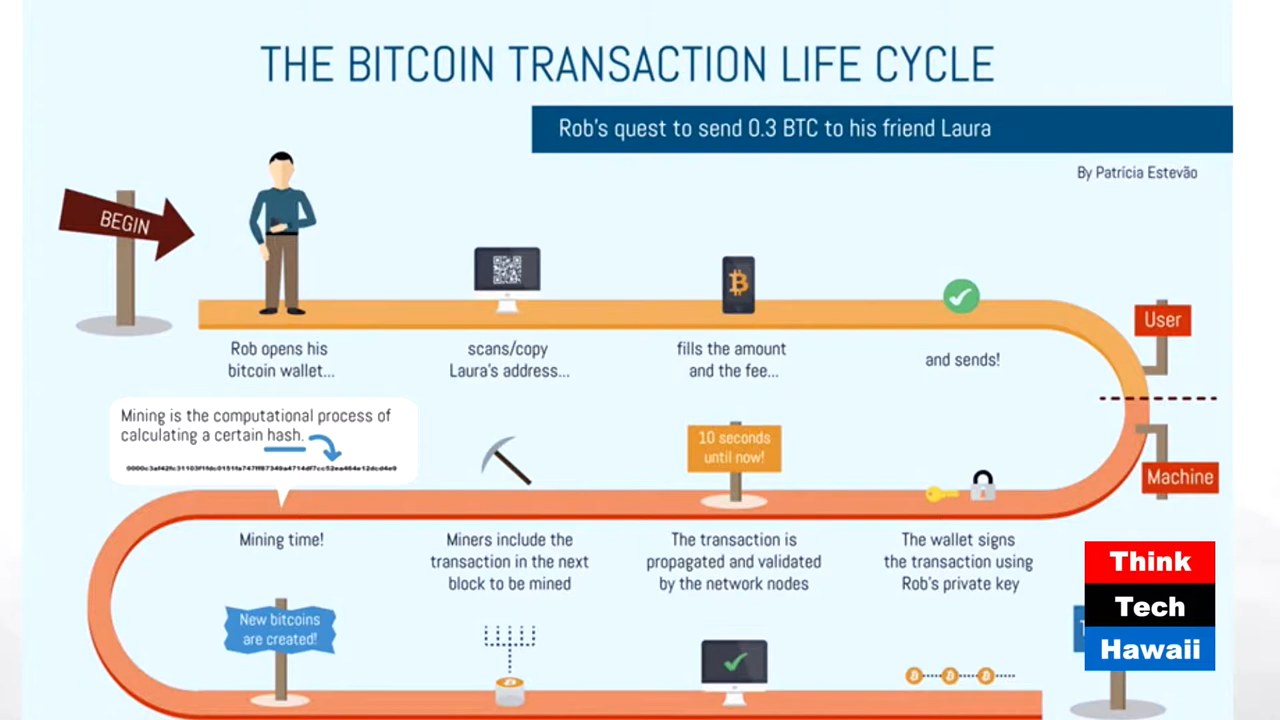 THE BITCOIN TRANSACTION LIFE CYCLE
Rob's quest to send 0.3 BTC to his friend Laura
By Patrícia Estevão
BEGIN
User
Rob opens his
bitcoin wallet...
scans/copy
Laura's address...
fills the amount
and the fee...
and sends!
Mining is the computational process of
calculating a certain hash.
10 seconds
until now!
Machine
Mining time!
Miners include the
transaction in the next
block to be mined
The transaction is
propagated and validated
by the network nodes
The wallet signs
the transaction using
Rob's private key
Think
Tech
Hawaii
New bitcoins
are created!